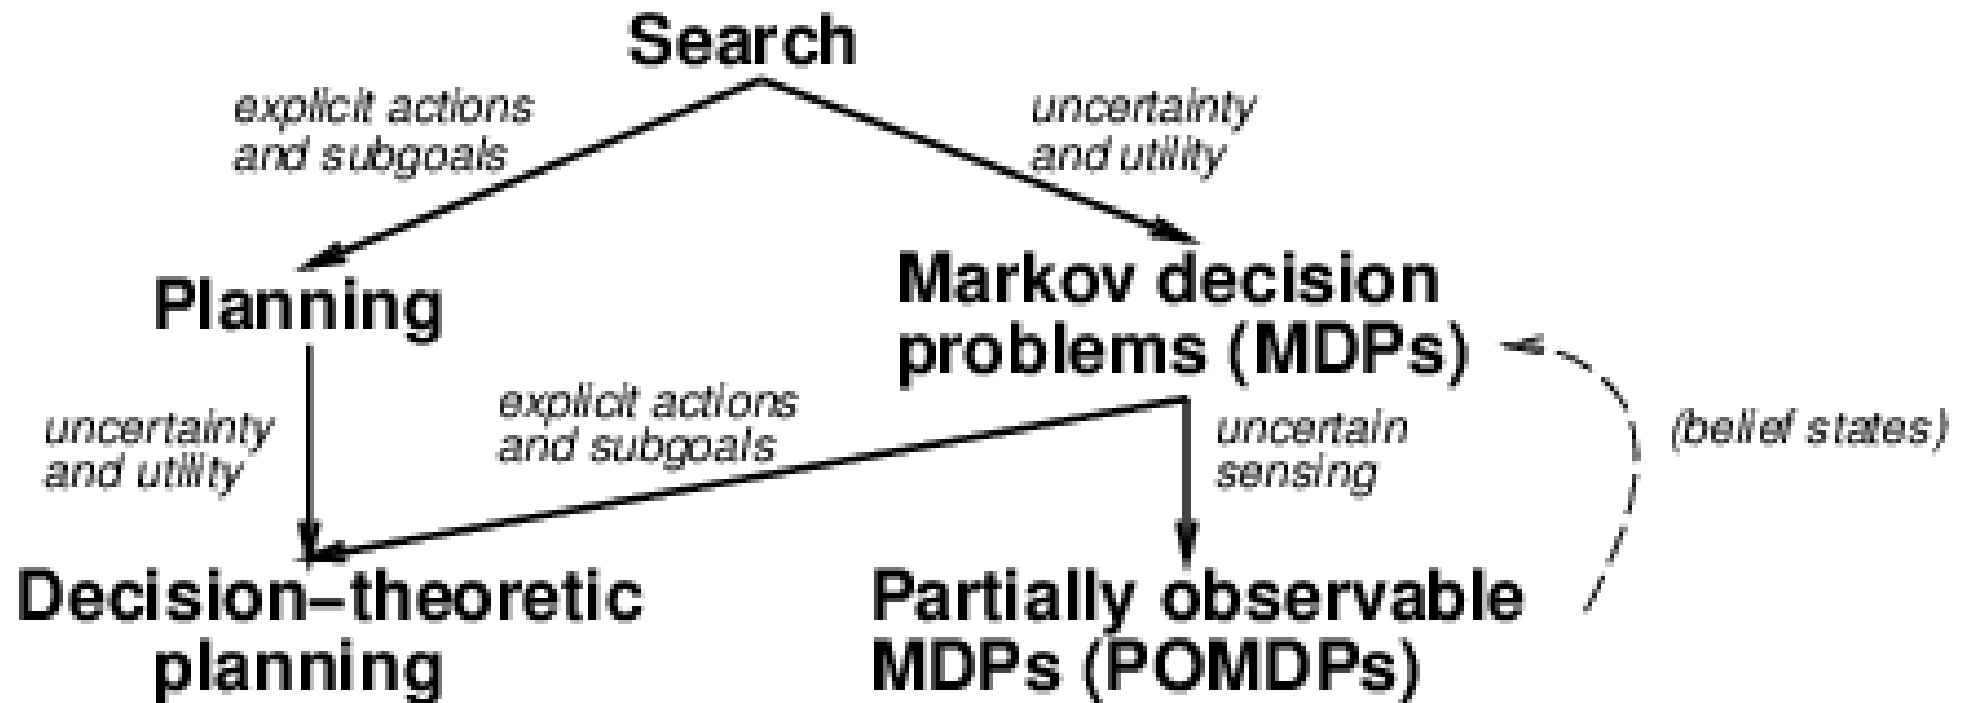 Search
explicit actions
and subgoals
uncertainty
and utility
Planning
Markov decision
problems (MDPs)
uncertainty
and utility
explicit actions
and subgoals
uncertain
sensing
(belief states)
Decision–theoretic
planning
Partially observable
MDPs (POMDPs)